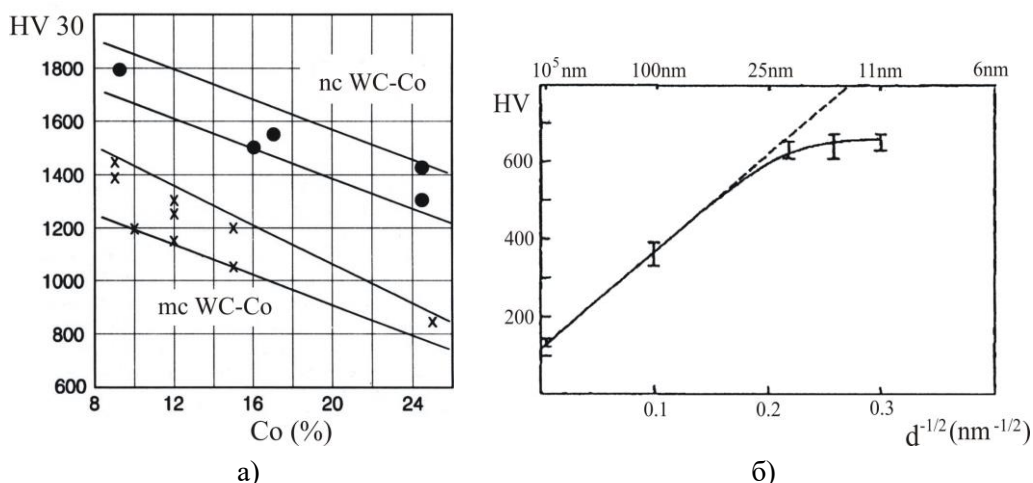 HV 30
1800
1600
1400
1200
1000
800
600
8 12 16 20 24
Co (%)
nc WC-Co
mc WC-Co
а)
10⁵nm 100nm 25nm 11nm 6nm
HV
600
400
200
0.1 0.2 0.3
d⁻¹/² (nm⁻¹/²)
б)